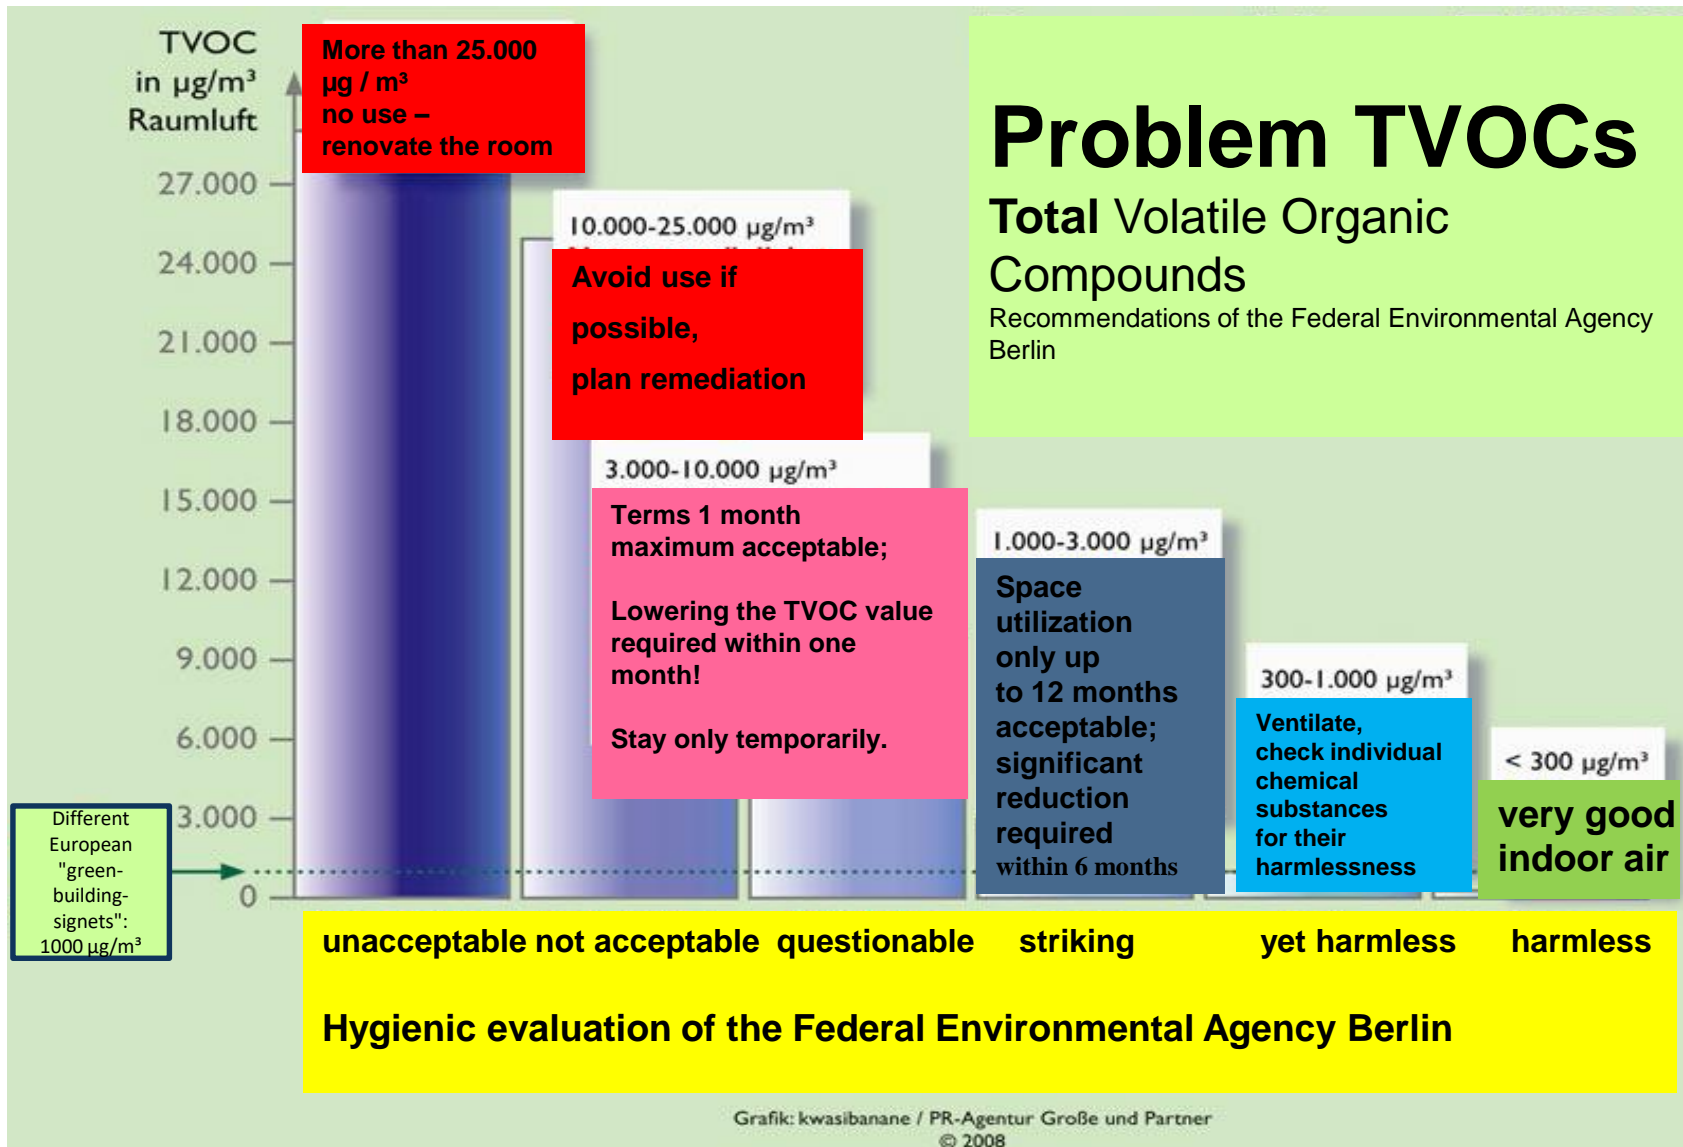 TVOC
in µg/m³
Raumluft
27.000
24.000
21.000
18.000
15.000
12.000
9.000
6.000
3.000
0
More than 25.000
µg / m³
no use –
renovate the room
10.000-25.000 µg/m³
Avoid use if
possible,
plan remediation
3.000-10.000 µg/m³
Terms 1 month
maximum acceptable;
Lowering the TVOC value
required within one
month!
Stay only temporarily.
1.000-3.000 µg/m³
Space
utilization
only up
to 12 months
acceptable;
significant
reduction
required
within 6 months
300-1.000 µg/m³
Ventilate,
check individual
chemical
substances
for their
harmlessness
< 300 µg/m³
very good
indoor air
Problem TVOCs
Total Volatile Organic
Compounds
Recommendations of the Federal Environmental Agency
Berlin
Different
European
"green-
building-
signets":
1000 µg/m³
unacceptable not acceptable questionable striking yet harmless harmless
Hygienic evaluation of the Federal Environmental Agency Berlin
Grafik: kwasibanane / PR-Agentur Große und Partner
© 2008